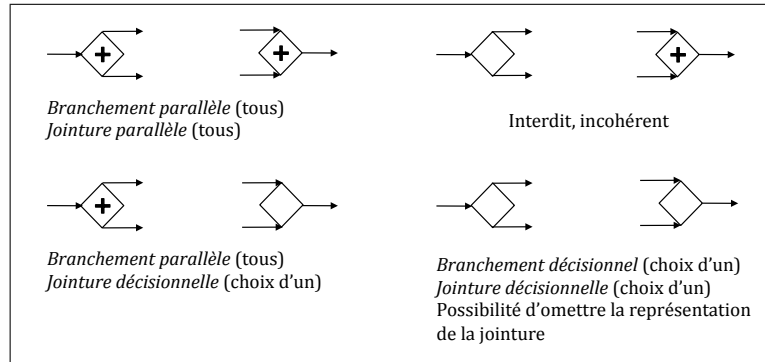 Branchement parallèle (tous)
Jointure parallèle (tous)
Interdit, incohérent
Branchement parallèle (tous)
Jointure décisionnelle (choix d'un)
Branchement décisionnel (choix d'un)
Jointure décisionnelle (choix d'un)
Possibilité d'omettre la représentation
de la jointure